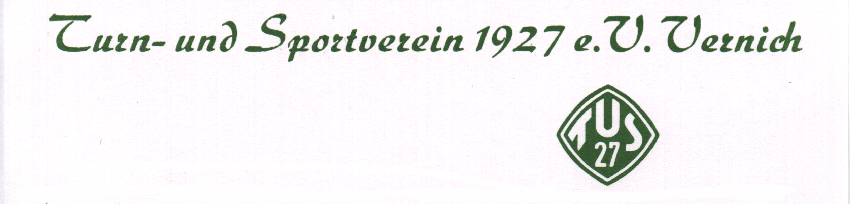 Turn- und Sportverein 1927 e.V. Vernich
TUS
27